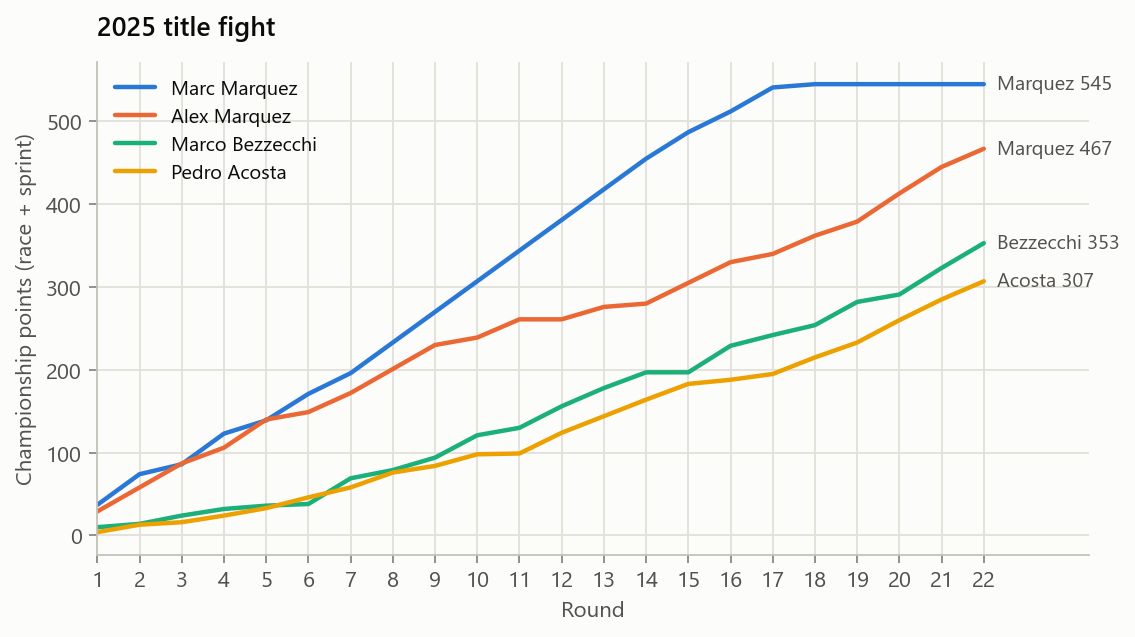 2025 title fight
Championship points (race + sprint)
500
400
300
200
100
0
Marc Marquez
Alex Marquez
Marco Bezzecchi
Pedro Acosta
Marquez 545
Marquez 467
Bezzecchi 353
Acosta 307
1 2 3 4 5 6 7 8 9 10 11 12 13 14 15 16 17 18 19 20 21 22
Round